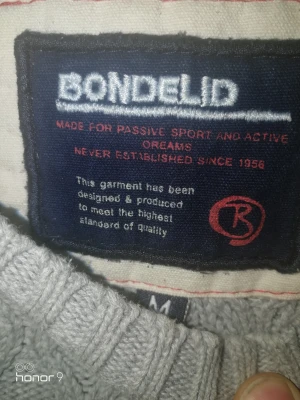 BONDELID
MADE FOR PASSIVE SPORT AND ACTIVE
DREAMS
NEVER ESTABLISHED SINCE 1956
This garment has been
designed & produced
to meet the highest
standard of quality
B
M
honor 9